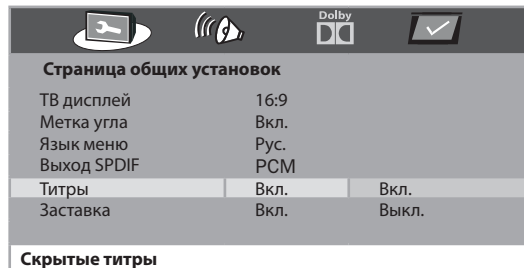 Dolby
Страница общих установок
ТВ дисплей 16:9
Метка угла Вкл.
Язык меню Рус.
Выход SPDIF PCM
Титры Вкл. Вкл.
Заставка Вкл. Выкл.
Скрытые титры